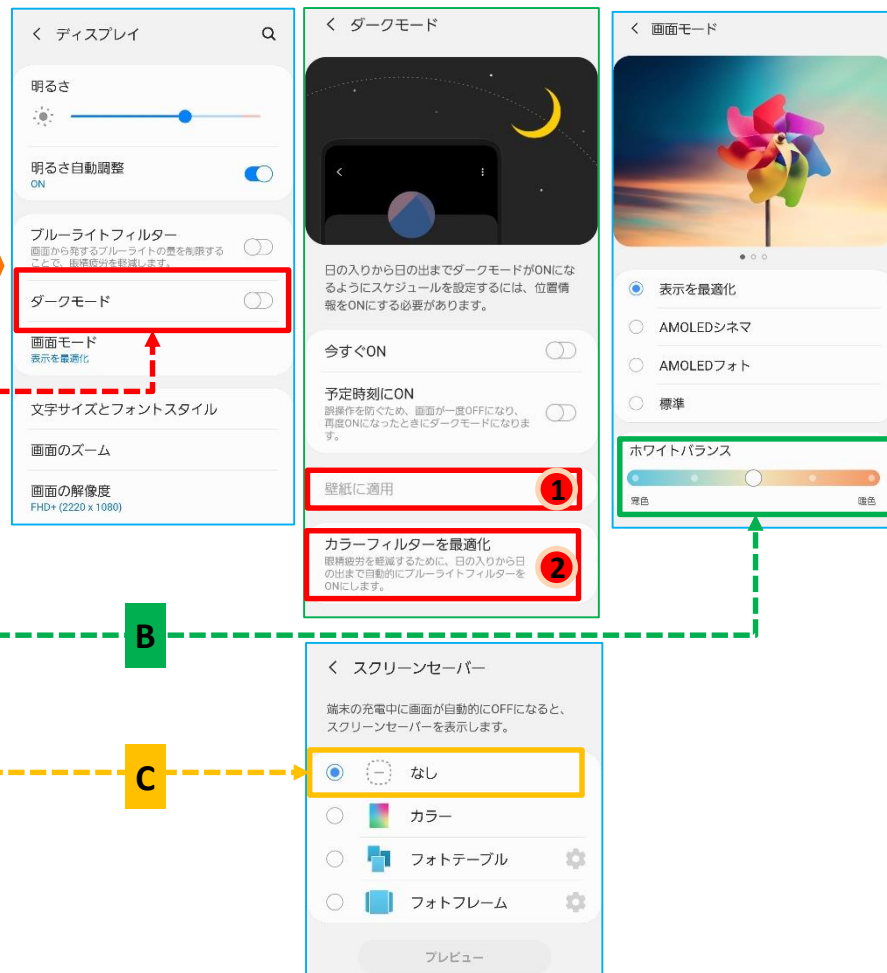 ディスプレイ
明るさ
明るさ自動調整
ON
ブルーライトフィルター
画面から発するブルーライトの量を制限する
ことで、眼精疲労を軽減します。
ダークモード
画面モード
表示を最適化
文字サイズとフォントスタイル
画面のズーム
画面の解像度
FHD+ (2220 x 1080)
ダークモード
日の入りから日の出までダークモードがONにな
るようにスケジュールを設定するには、位置情
報をONにする必要があります。
今すぐON
予定時刻にON
誤操作を防ぐため、画面が一度OFFになり、
再度ONになったときにダークモードになりま
す。
壁紙に適用
1
カラーフィルターを最適化
眼精疲労を軽減するために、日の入りから日
の出まで自動的にブルーライトフィルターを
ONにします。
2
画面モード
表示を最適化
AMOLEDシネマ
AMOLEDフォト
標準
ホワイトバランス
寒色
暖色
B
スクリーンセーバー
端末の充電中に画面が自動的にOFFになると、
スクリーンセーバーを表示します。
C
なし
カラー
フォトテーブル
フォトフレーム
プレビュー